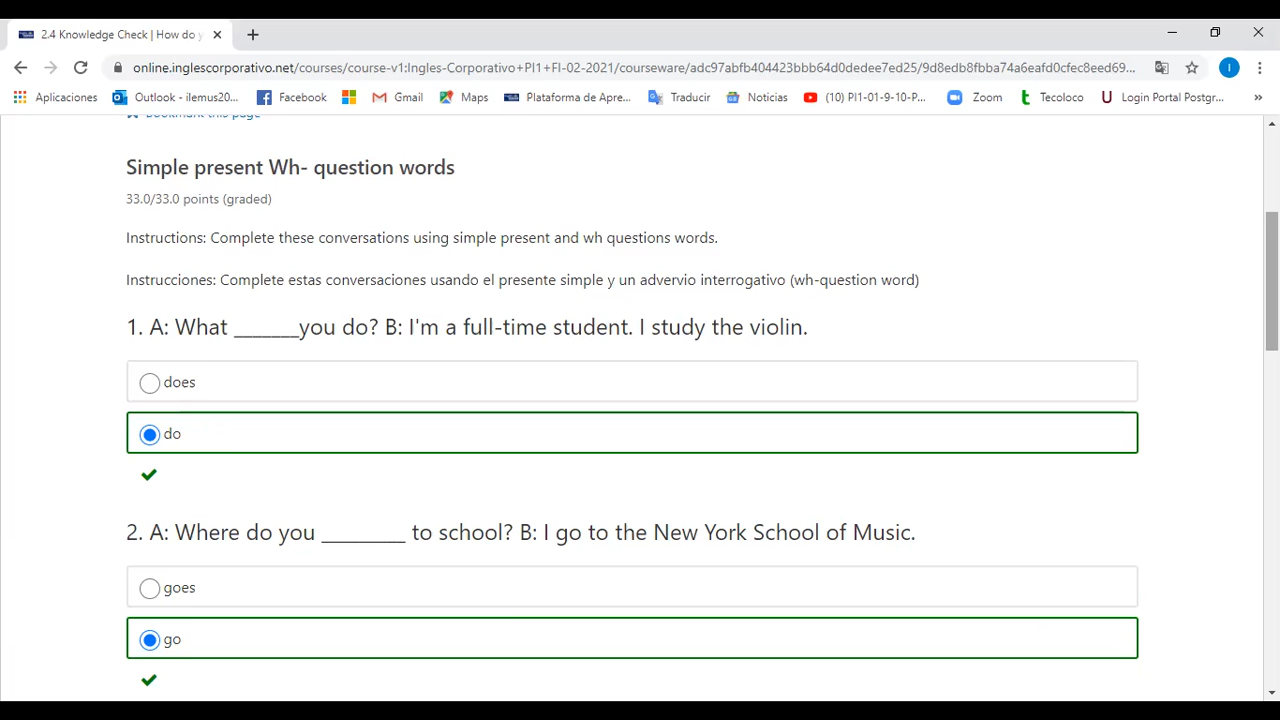 2.4 Knowledge Check | How do y
online.inglescorporativo.net/courses/course-v1:Ingles-Corporativo+PI1+FI-02-2021/courseware/adc97abfb404423bbb64d0dedee7ed25/9d8edb8fbba74a6eafd0cfec8eed69...
Aplicaciones Outlook - ilemus20... Facebook Gmail Maps Plataforma de Apre... Traducir Noticias (10) PI1-01-9-10-P... Zoom Tecoloco Login Portal Postgr... »
Bookmark this page
Simple present Wh- question words
33.0/33.0 points (graded)
Instructions: Complete these conversations using simple present and wh questions words.
Instrucciones: Complete estas conversaciones usando el presente simple y un advervio interrogativo (wh-question word)
1. A: What _______you do? B: I'm a full-time student. I study the violin.
does
do
2. A: Where do you _________ to school? B: I go to the New York School of Music.
goes
go